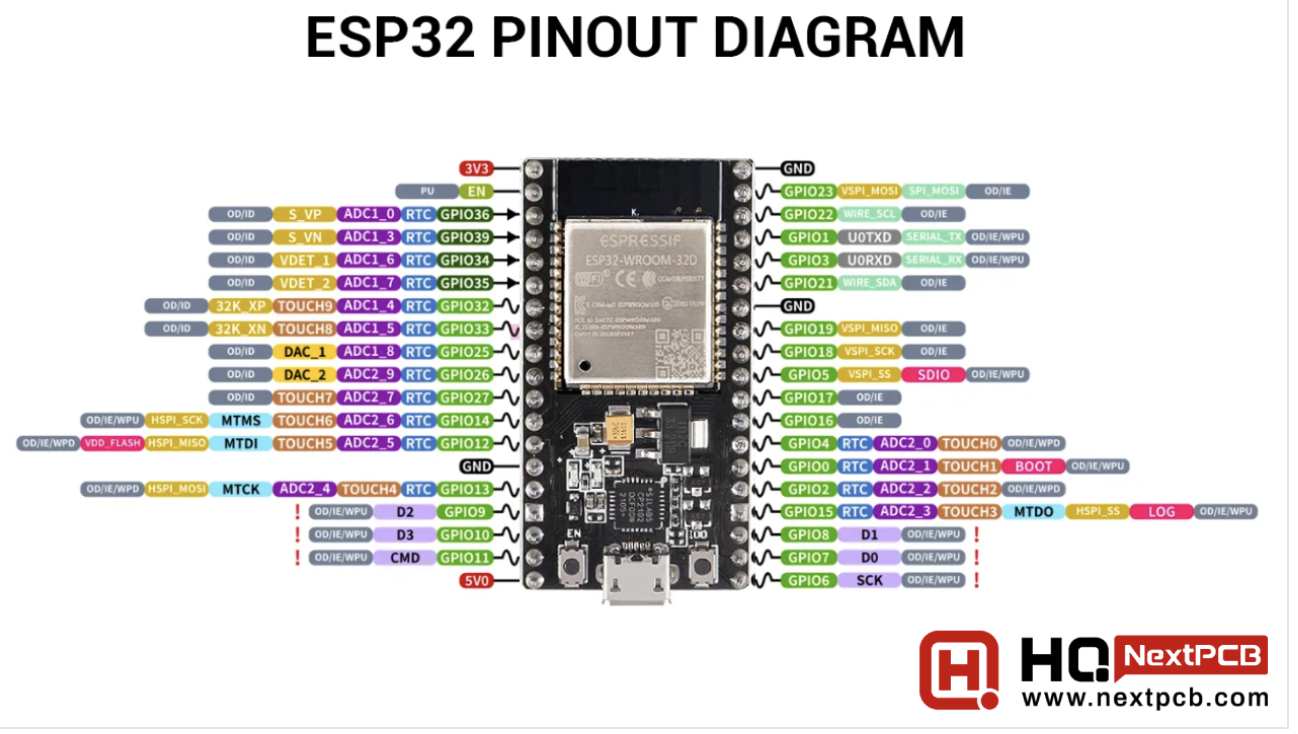 ESP32 PINOUT DIAGRAM
3V3 GND
PU EN GPIO23 VSPI_MOSI SPI_MOSI OD/IE
OD/ID S_VP ADC1_0 RTC GPIO36 GPIO22 WIRE_SCL OD/IE
OD/ID S_VN ADC1_3 RTC GPIO39 GPIO1 U0TXD SERIAL_TX OD/IE/WPU
OD/ID VDET_1 ADC1_6 RTC GPIO34 GPIO3 U0RXD SERIAL_RX OD/IE/WPU
OD/ID VDET_2 ADC1_7 RTC GPIO35 GPIO21 WIRE_SDA OD/IE
OD/ID 32K_XP TOUCH9 ADC1_4 RTC GPIO32 GND
OD/ID 32K_XN TOUCH8 ADC1_5 RTC GPIO33 GPIO19 VSPI_MISO OD/IE
OD/ID DAC_1 ADC1_8 RTC GPIO25 GPIO18 VSPI_SCK OD/IE
OD/ID DAC_2 ADC2_9 RTC GPIO26 GPIO5 VSPI_SS SDIO OD/IE/WPU
OD/ID TOUCH7 ADC2_7 RTC GPIO27 GPIO17 OD/IE
OD/IE/WPU HSPI_SCK MTMS TOUCH6 ADC2_6 RTC GPIO14 GPIO16 OD/IE
OD/IE/WPD VDD_FLASH HSPI_MISO MTDI TOUCH5 ADC2_5 RTC GPIO12 GPIO4 RTC ADC2_0 TOUCH0 OD/IE/WPD
GND GPIO0 RTC ADC2_1 TOUCH1 BOOT OD/IE/WPU
OD/IE/WPD HSPI_MOSI MTCK ADC2_4 TOUCH4 RTC GPIO13 GPIO2 RTC ADC2_2 TOUCH2 OD/IE/WPD
! OD/IE/WPU D2 GPIO9 GPIO15 RTC ADC2_3 TOUCH3 MTDO HSPI_SS LOG OD/IE/WPU
! OD/IE/WPU D3 GPIO10 GPIO8 D1 OD/IE/WPU !
! OD/IE/WPU CMD GPIO11 GPIO7 D0 OD/IE/WPU !
5V0 GPIO6 SCK OD/IE/WPU !
K.
ESPRESSIF
ESP32-WROOM-32D
WiFi CE
SILABS
CP2102
EN
IOO
H HQ NextPCB
www.nextpcb.com